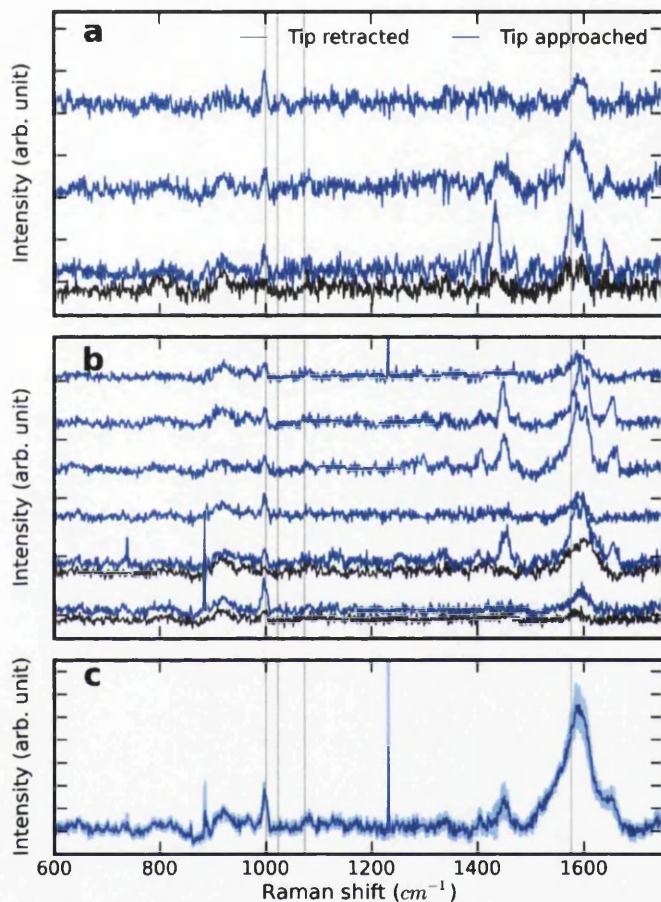 a
Tip retracted
Tip approached
Intensity (arb. unit)
b
Intensity (arb. unit)
c
Intensity (arb. unit)
600
800
1000
1200
1400
1600
Raman shift (cm⁻¹)